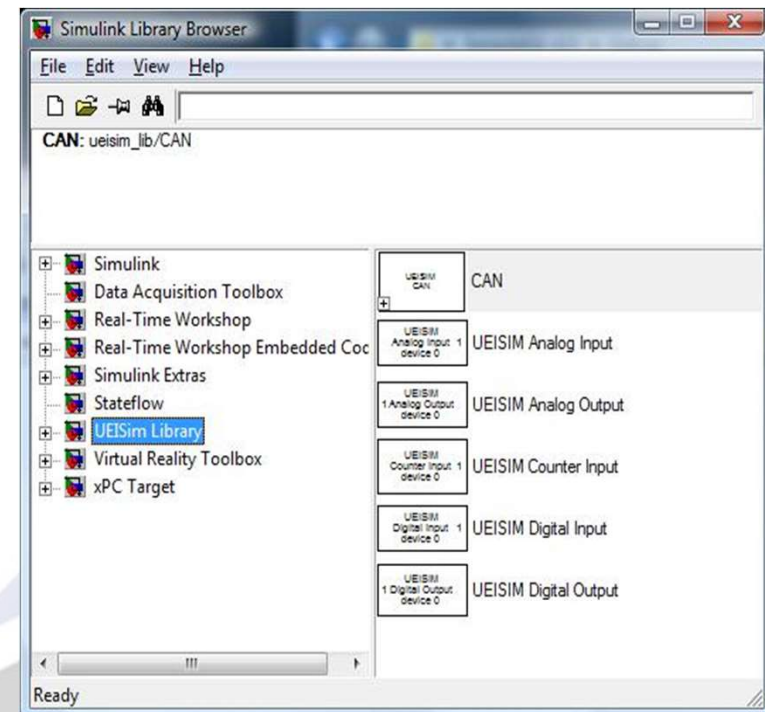 Simulink Library Browser
File Edit View Help
CAN: ueisim_lib/CAN
Simulink
Data Acquisition Toolbox
Real-Time Workshop
Real-Time Workshop Embedded Coc
Simulink Extras
Stateflow
UEISim Library
Virtual Reality Toolbox
xPC Target
UEISIM
CAN
CAN
UEISIM
Analog Input 1
device 0
UEISIM Analog Input
UEISIM
1 Analog Output
device 0
UEISIM Analog Output
UEISIM
Counter Input 1
device 0
UEISIM Counter Input
UEISIM
Digital Input 1
device 0
UEISIM Digital Input
UEISIM
1 Digital Output
device 0
UEISIM Digital Output
Ready